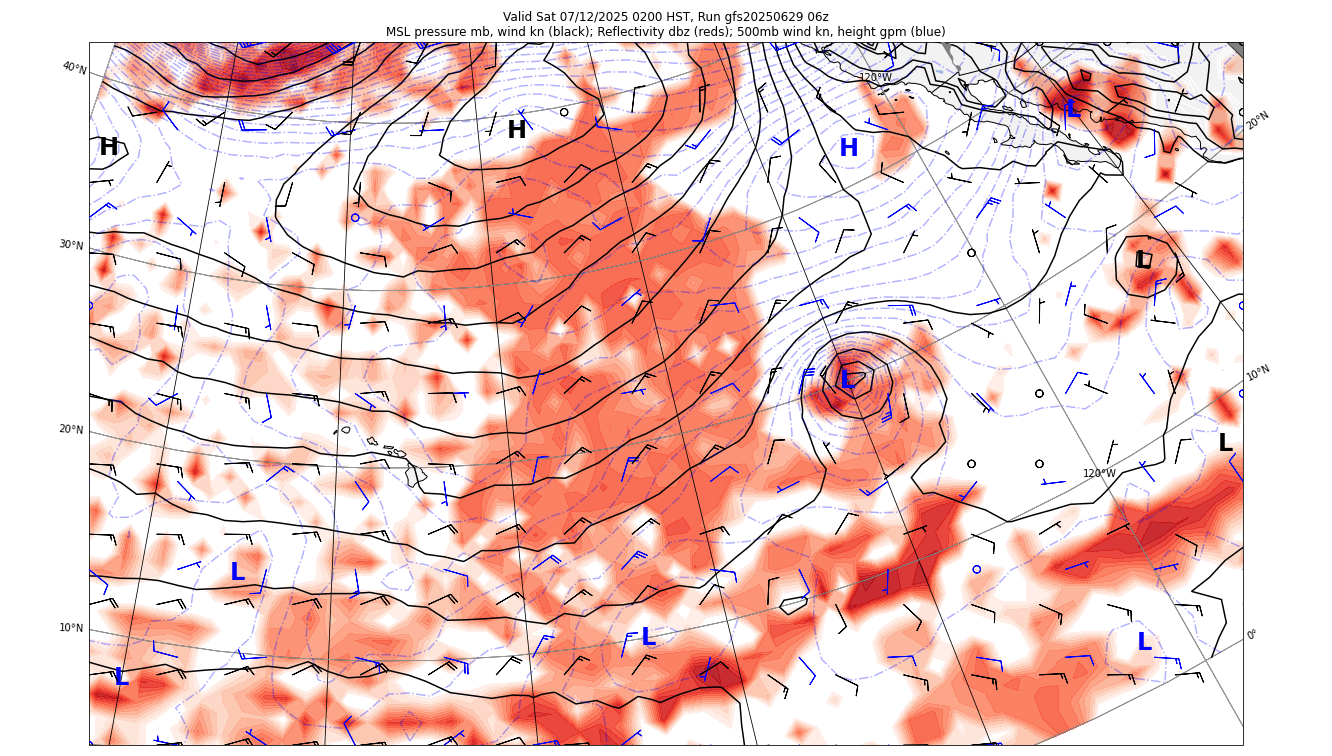 Valid Sat 07/12/2025 0200 HST, Run gfs20250629 06z
MSL pressure mb, wind kn (black); Reflectivity dbz (reds); 500mb wind kn, height gpm (blue)
40°N
120°W
L
20°N
H
H
H
30°N
L
L
10°N
20°N
L
120°W
L
10°N
L
L
0°
L